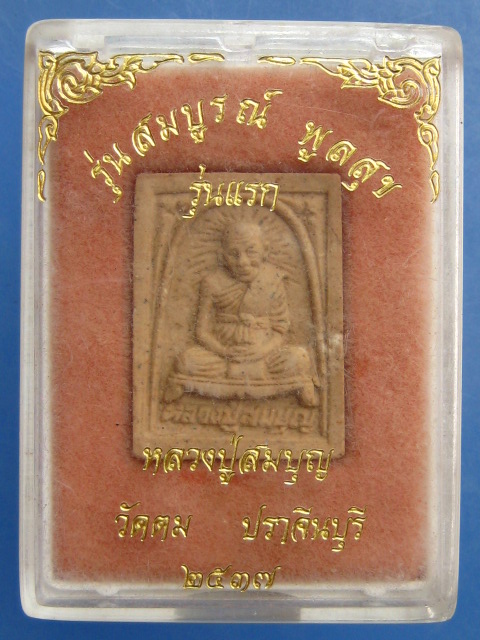 รุ่นสมบูรณ์ พูลสุข
รุ่นแรก
หลวงปู่สมบุญ
หลวงปู่สมบุญ
วัดตม ปราจีนบุรี
๒๕๓๗